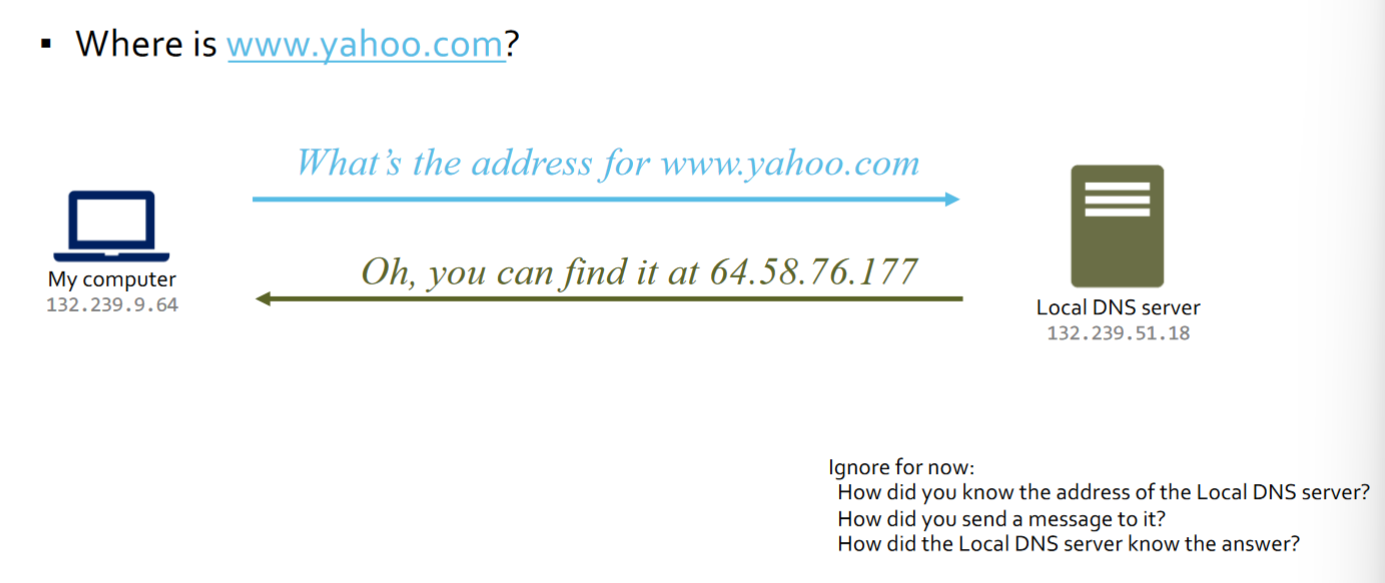 ▪ Where is www.yahoo.com?
What’s the address for www.yahoo.com
Oh, you can find it at 64.58.76.177
My computer
132.239.9.64
Local DNS server
132.239.51.18
Ignore for now:
How did you know the address of the Local DNS server?
How did you send a message to it?
How did the Local DNS server know the answer?